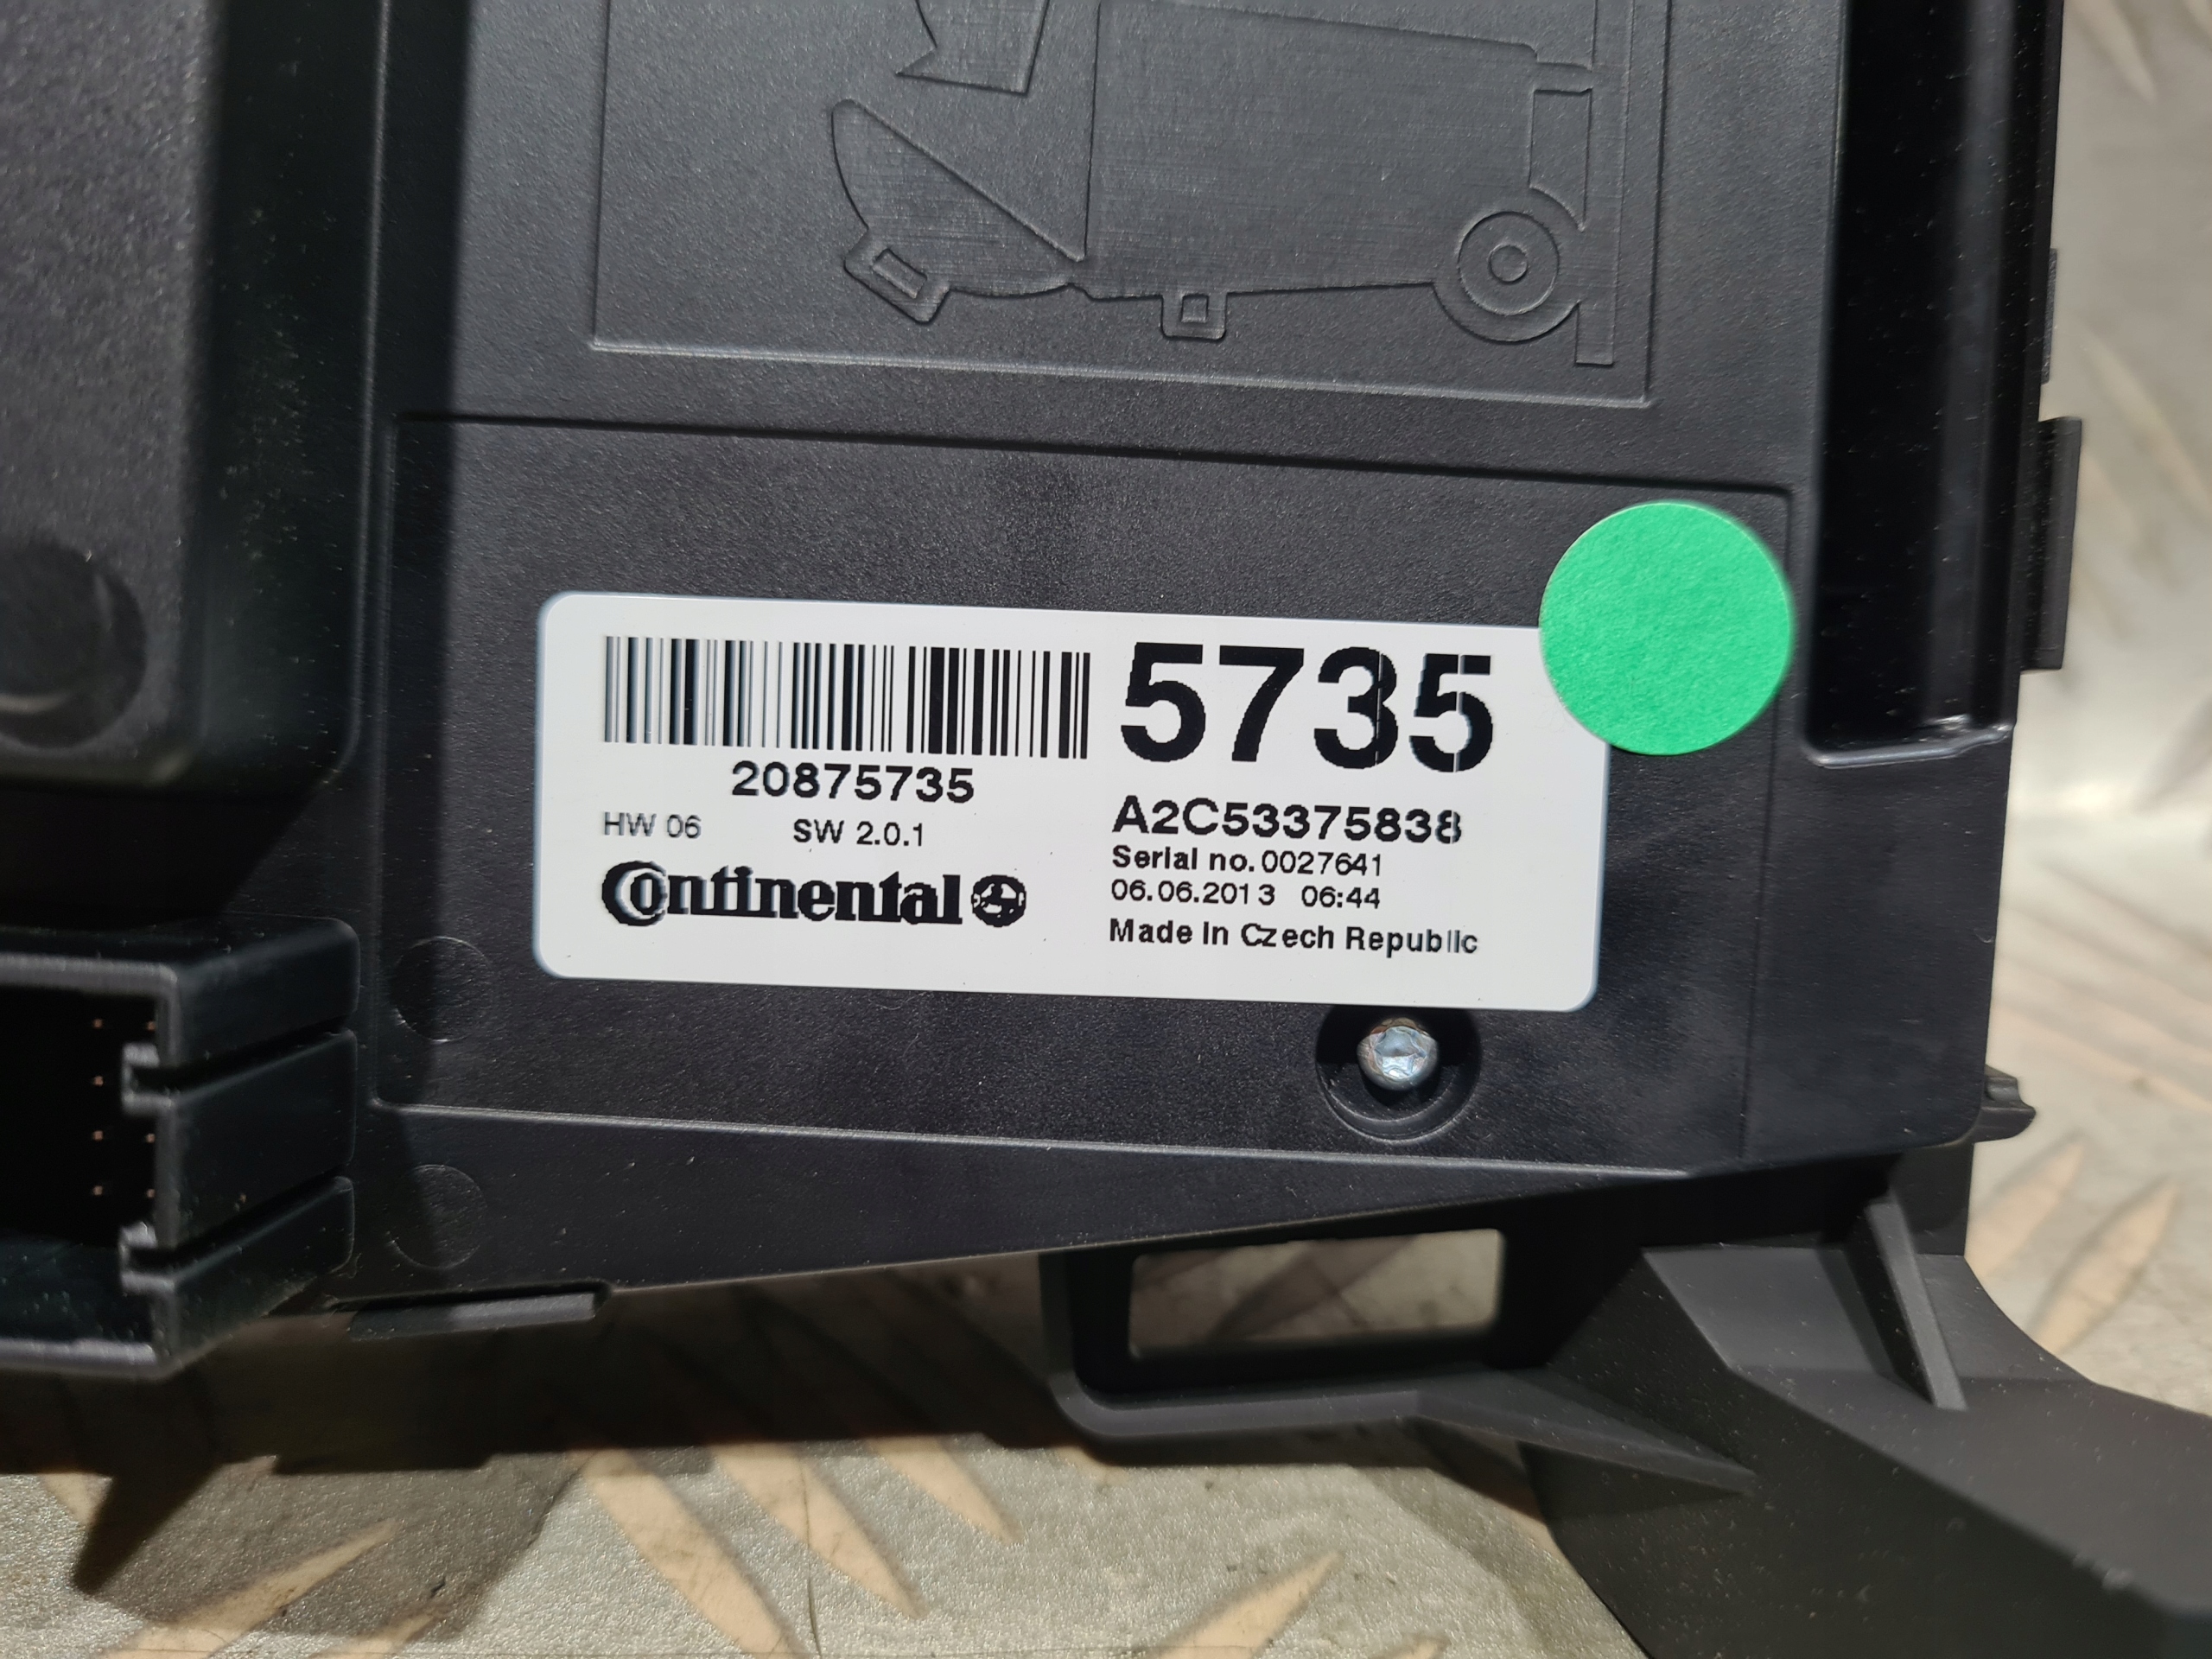 5735
20875735
HW 06 SW 2.0.1
Continental
A2C53375838
Serial no.0027641
06.06.2013 06:44
Made in Czech Republic